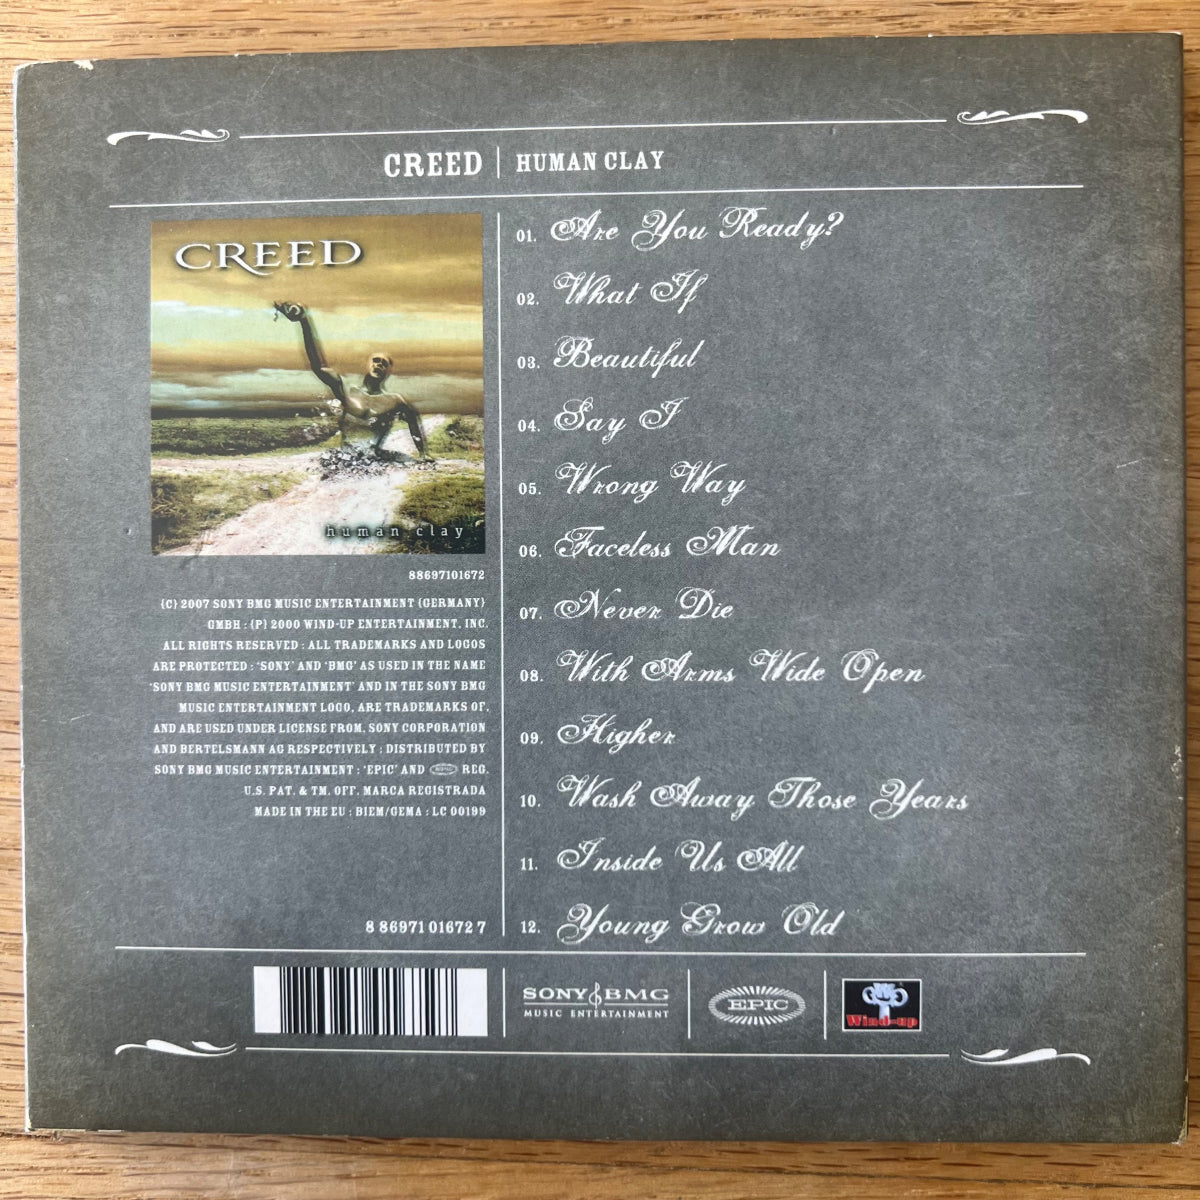 CREED | HUMAN CLAY
CREED
human clay
88697101672
(C) 2007 SONY BMG MUSIC ENTERTAINMENT (GERMANY)
GMBH : (P) 2000 WIND-UP ENTERTAINMENT, INC.
ALL RIGHTS RESERVED : ALL TRADEMARKS AND LOGOS
ARE PROTECTED : 'SONY' AND 'BMG' AS USED IN THE NAME
'SONY BMG MUSIC ENTERTAINMENT' AND IN THE SONY BMG
MUSIC ENTERTAINMENT LOGO, ARE TRADEMARKS OF,
AND ARE USED UNDER LICENSE FROM, SONY CORPORATION
AND BERTELSMANN AG RESPECTIVELY : DISTRIBUTED BY
SONY BMG MUSIC ENTERTAINMENT : 'EPIC' AND EPIC REG.
U.S. PAT. & TM. OFF. MARCA REGISTRADA
MADE IN THE EU : BIEM/GEMA : LC 00199
8 86971 01672 7
01. Are You Ready?
02. What If
03. Beautiful
04. Say I
05. Wrong Way
06. Faceless Man
07. Never Die
08. With Arms Wide Open
09. Higher
10. Wash Away Those Years
11. Inside Us All
12. Young Grow Old
SONY BMG
MUSIC ENTERTAINMENT
EPIC
Wind-up